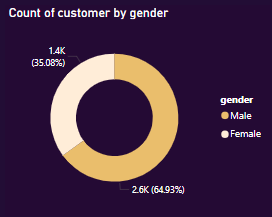 Count of customer by gender
1.4K
(35.08%)
gender
Male
Female
2.6K (64.93%)